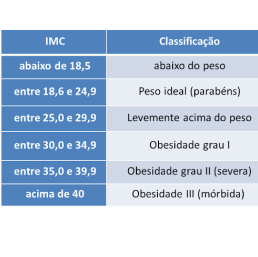 IMC Classificação
abaixo de 18,5 abaixo do peso
entre 18,6 e 24,9 Peso ideal (parabéns)
entre 25,0 e 29,9 Levemente acima do peso
entre 30,0 e 34,9 Obesidade grau I
entre 35,0 e 39,9 Obesidade grau II (severa)
acima de 40 Obesidade III (mórbida)